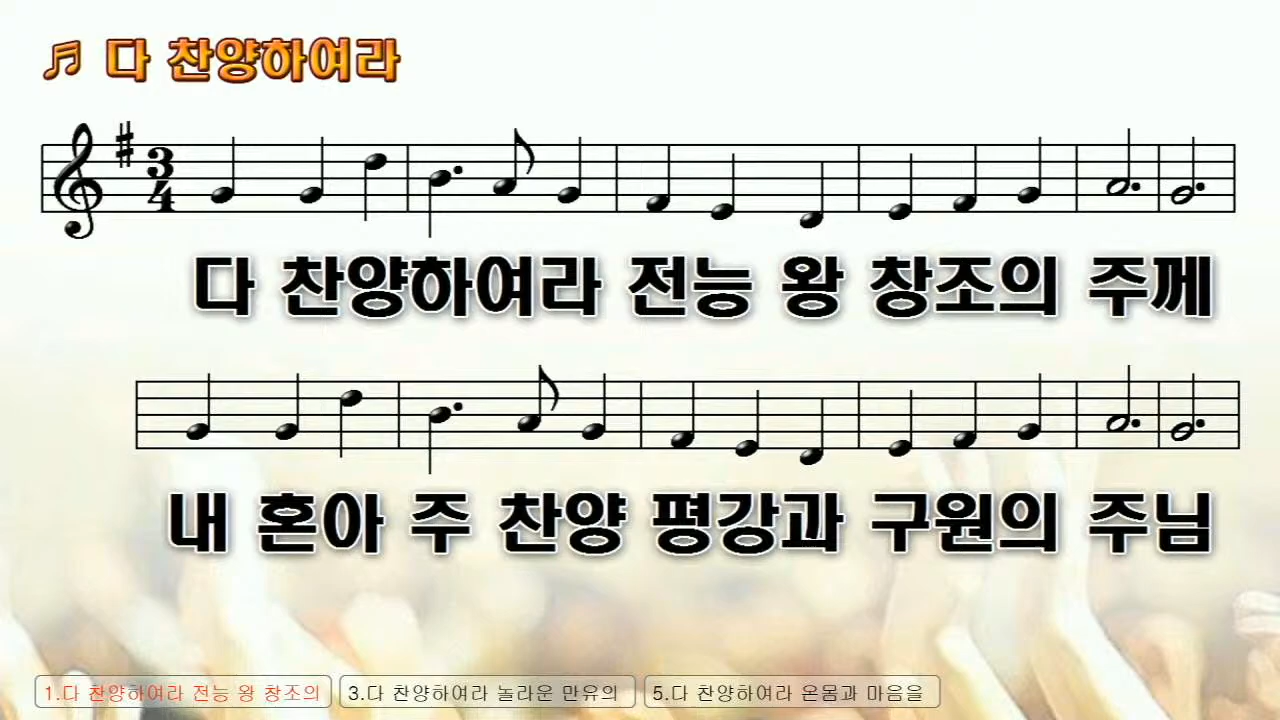 다 찬양하여라
다 찬양하여라 전능 왕 창조의 주께
내 혼아 주 찬양 평강과 구원의 주님
1.다 찬양하여라 전능 왕 창조의 3.다 찬양하여라 놀라운 만유의 5.다 찬양하여라 온몸과 마음을